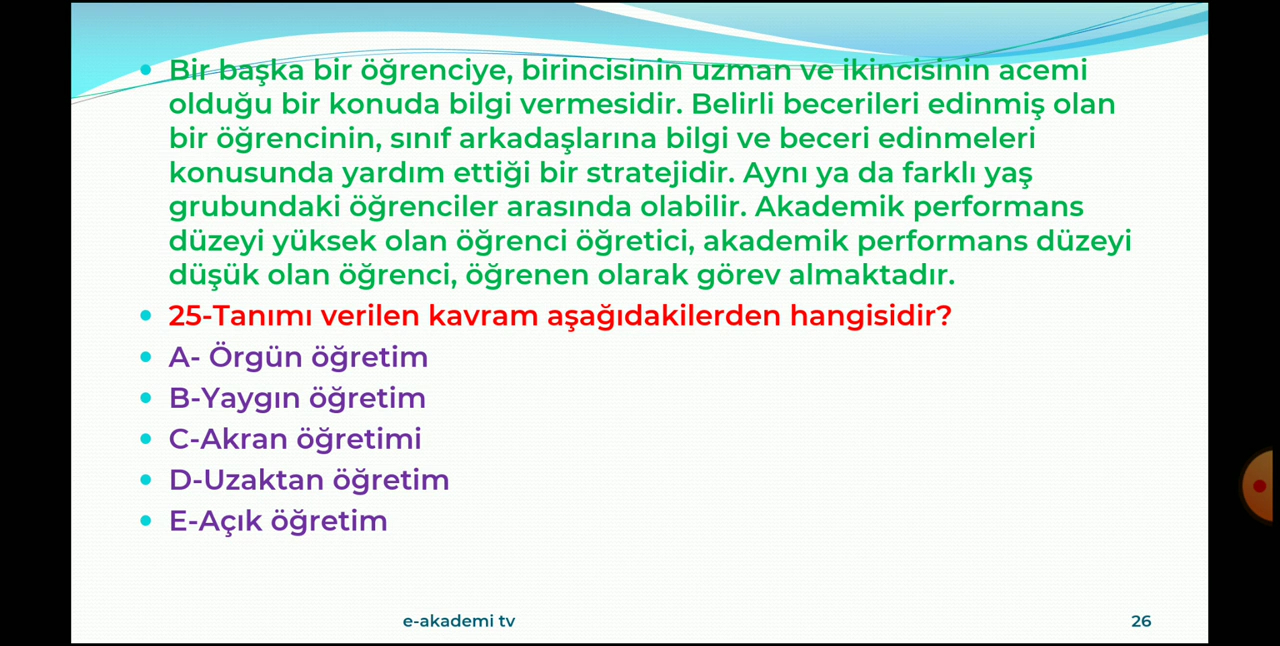 Bir başka bir öğrenciye, birincisinin uzman ve ikincisinin acemi
olduğu bir konuda bilgi vermesidir. Belirli becerileri edinmiş olan
bir öğrencinin, sınıf arkadaşlarına bilgi ve beceri edinmeleri
konusunda yardım ettiği bir stratejidir. Aynı ya da farklı yaş
grubundaki öğrenciler arasında olabilir. Akademik performans
düzeyi yüksek olan öğrenci öğretici, akademik performans düzeyi
düşük olan öğrenci, öğrenen olarak görev almaktadır.
25-Tanımı verilen kavram aşağıdakilerden hangisidir?
A- Örgün öğretim
B-Yaygın öğretim
C-Akran öğretimi
D-Uzaktan öğretim
E-Açık öğretim
e-akademi tv
26